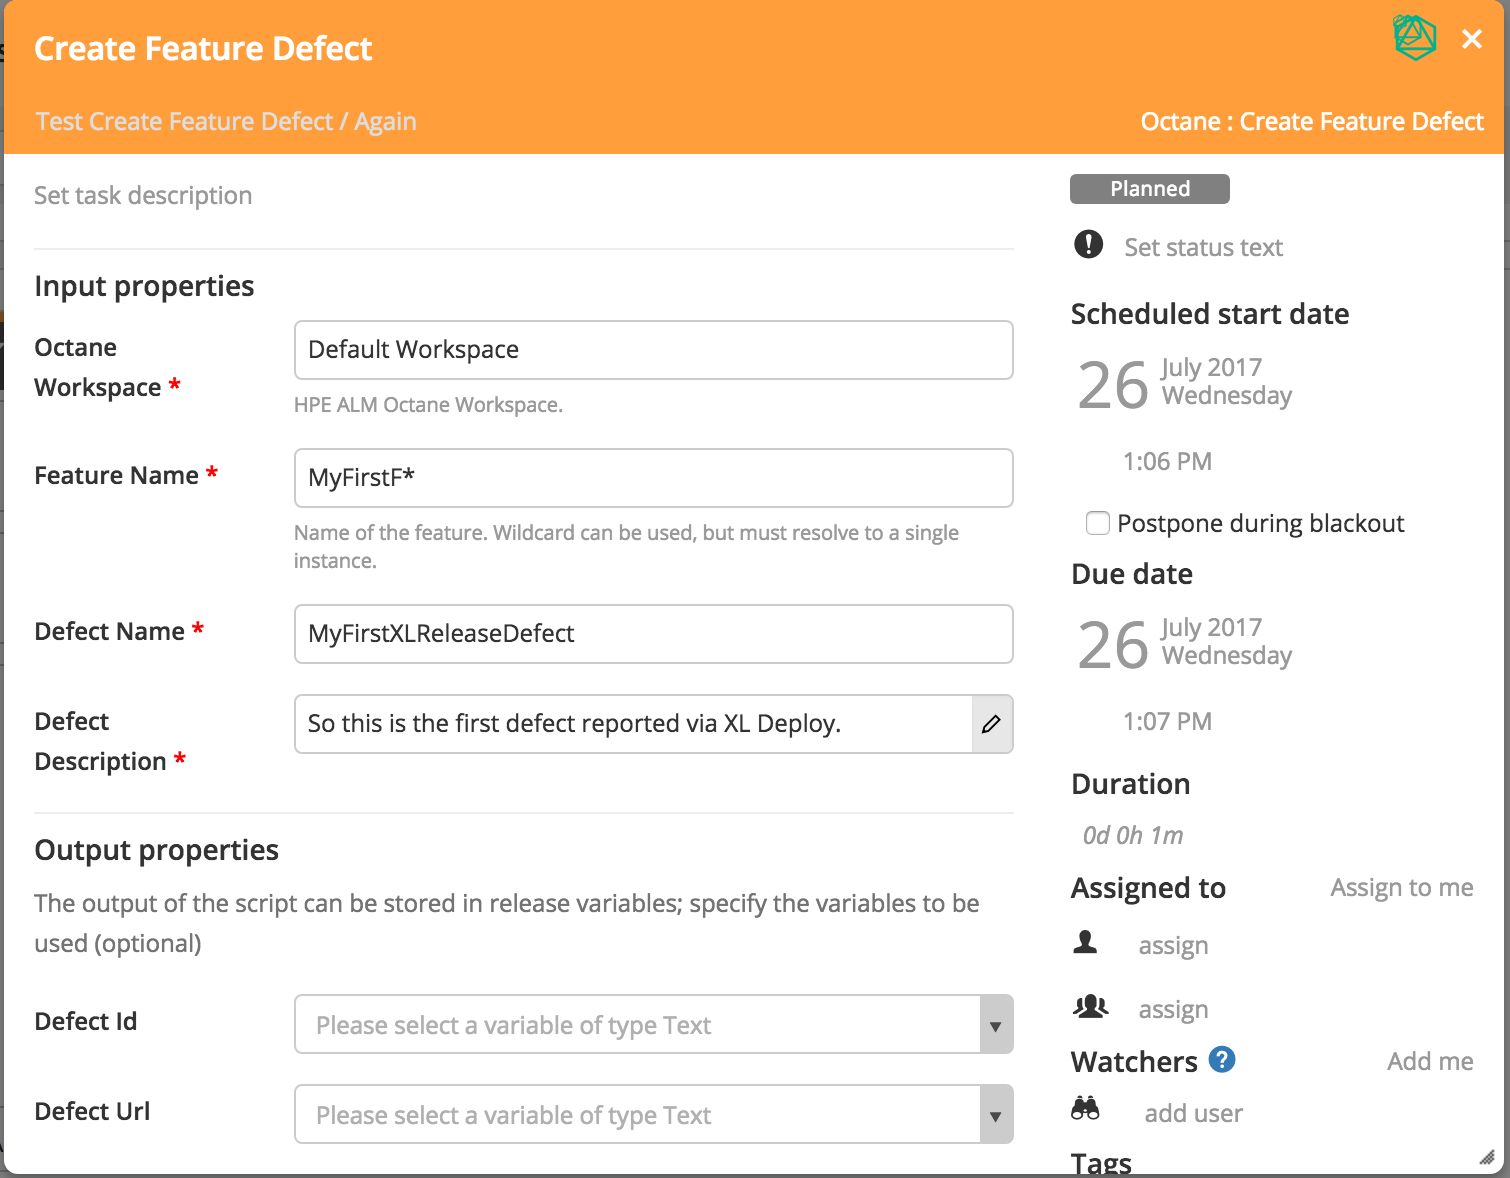 Create Feature Defect
Test Create Feature Defect / Again
Octane : Create Feature Defect
Set task description
Input properties
Octane
Workspace *
Default Workspace
HPE ALM Octane Workspace.
Feature Name *
MyFirstF*
Name of the feature. Wildcard can be used, but must resolve to a single
instance.
Defect Name *
MyFirstXLReleaseDefect
Defect
Description *
So this is the first defect reported via XL Deploy.
Output properties
The output of the script can be stored in release variables; specify the variables to be
used (optional)
Defect Id
Please select a variable of type Text
Defect Url
Please select a variable of type Text
Planned
Set status text
Scheduled start date
26
July 2017
Wednesday
1:06 PM
Postpone during blackout
Due date
26
July 2017
Wednesday
1:07 PM
Duration
0d 0h 1m
Assigned to
Assign to me
assign
assign
Watchers ?
Add me
add user
Tags